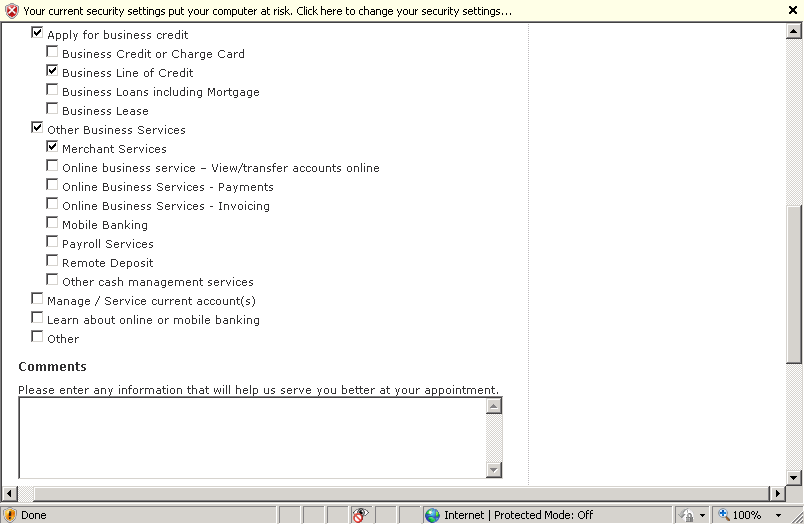 Your current security settings put your computer at risk. Click here to change your security settings...
Apply for business credit
Business Credit or Charge Card
Business Line of Credit
Business Loans including Mortgage
Business Lease
Other Business Services
Merchant Services
Online business service – View/transfer accounts online
Online Business Services - Payments
Online Business Services - Invoicing
Mobile Banking
Payroll Services
Remote Deposit
Other cash management services
Manage / Service current account(s)
Learn about online or mobile banking
Other
Comments
Please enter any information that will help us serve you better at your appointment.
Done
Internet | Protected Mode: Off
100%